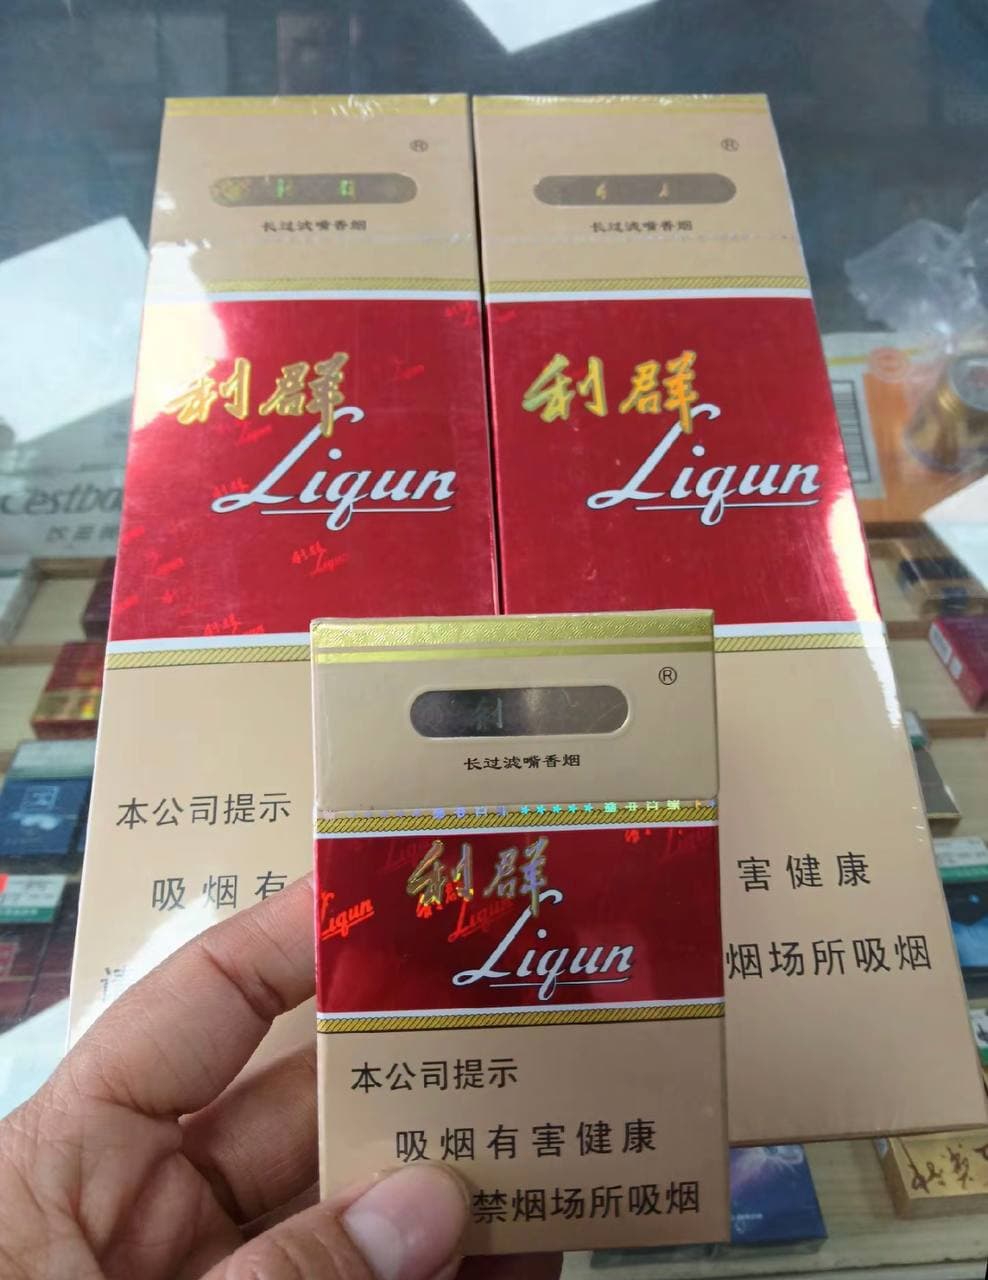 ®
长过滤嘴香烟
利群
Liqun
本公司提示
吸烟有
®
长过滤嘴香烟
利群
Liqun
害健康
烟场所吸烟
®
利
长过滤嘴香烟
利群
Liqun
本公司提示
吸烟有害健康
禁烟场所吸烟